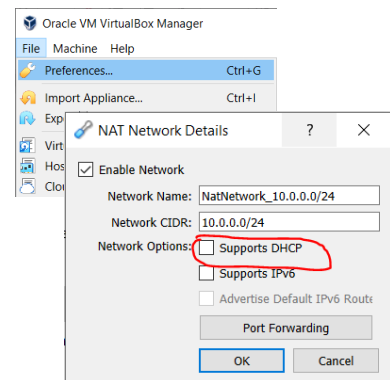 Oracle VM VirtualBox Manager
File Machine Help
Preferences... Ctrl+G
Import Appliance... Ctrl+I
NAT Network Details ? ×
Enable Network
Network Name: NatNetwork_10.0.0.0/24
Network CIDR: 10.0.0.0/24
Network Options: Supports DHCP
Supports IPv6
Advertise Default IPv6 Route
Port Forwarding
OK Cancel